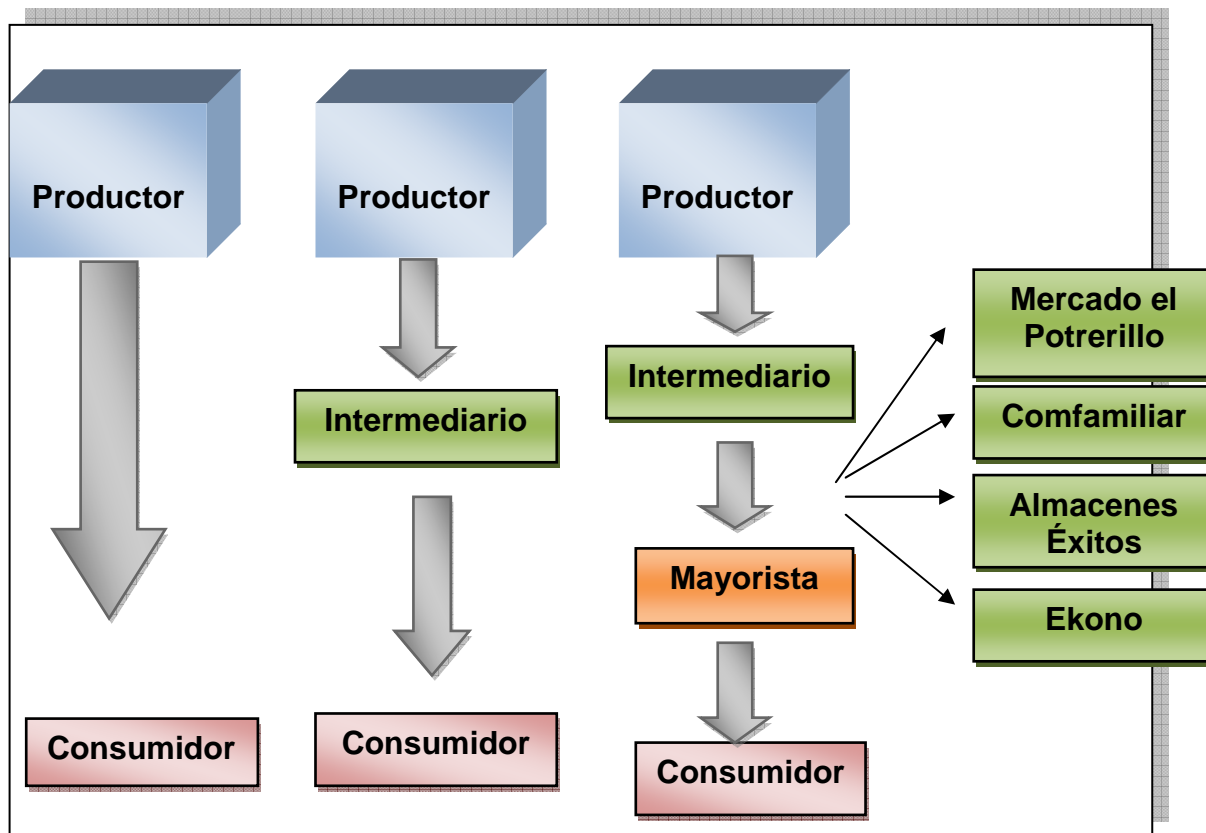 Productor
Consumidor
Productor
Intermediario
Consumidor
Productor
Intermediario
Mayorista
Consumidor
Mercado el
Potrerillo
Comfamiliar
Almacenes
Éxitos
Ekono